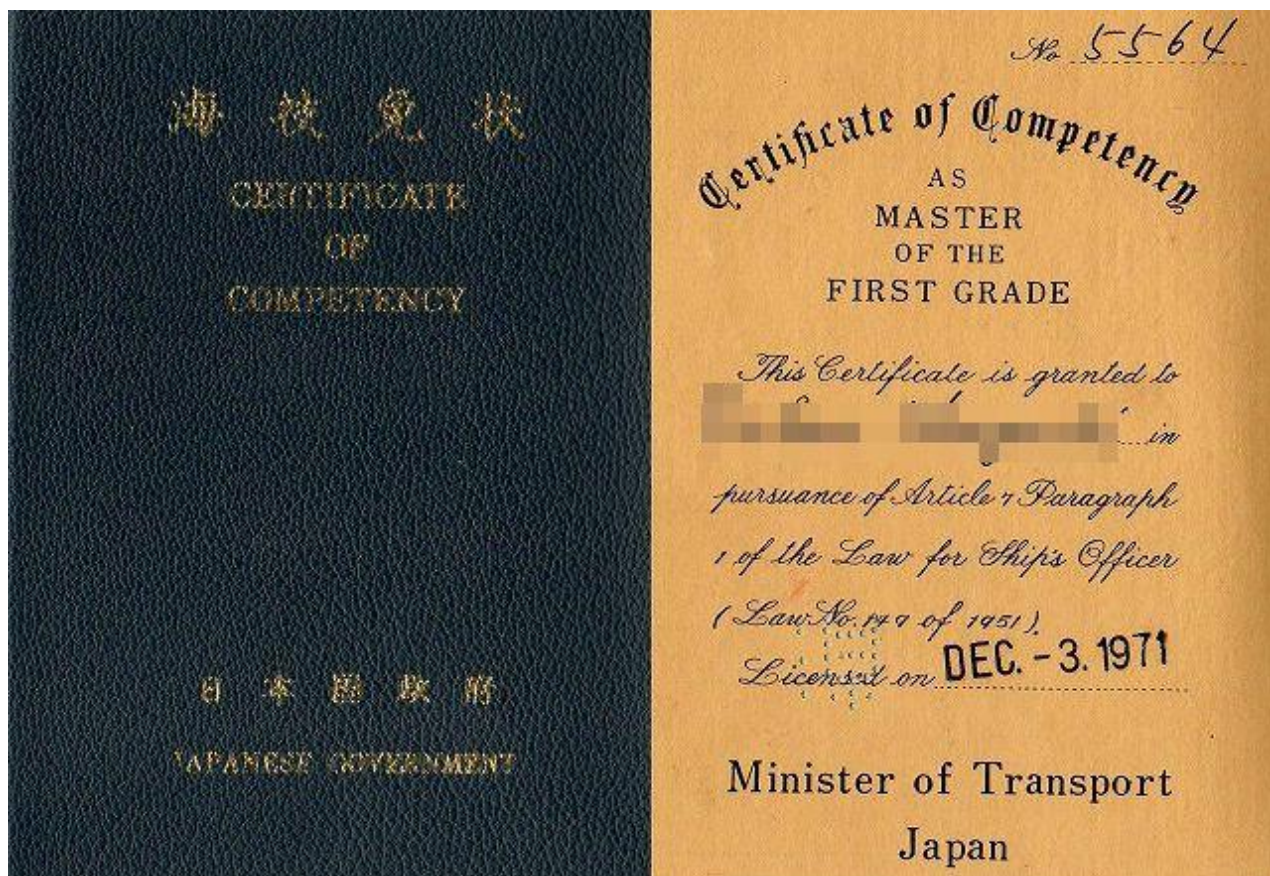 海技免状
CERTIFICATE
OF
COMPETENCY
日本国政府
JAPANESE GOVERNMENT
No 5564
Certificate of Competency
AS
MASTER
OF THE
FIRST GRADE
This Certificate is granted to
in
pursuance of Article 7 Paragraph
1 of the Law for Ship's Officer
(Law No. 149 of 1951).
Licensed on DEC. -3. 1971
Minister of Transport
Japan